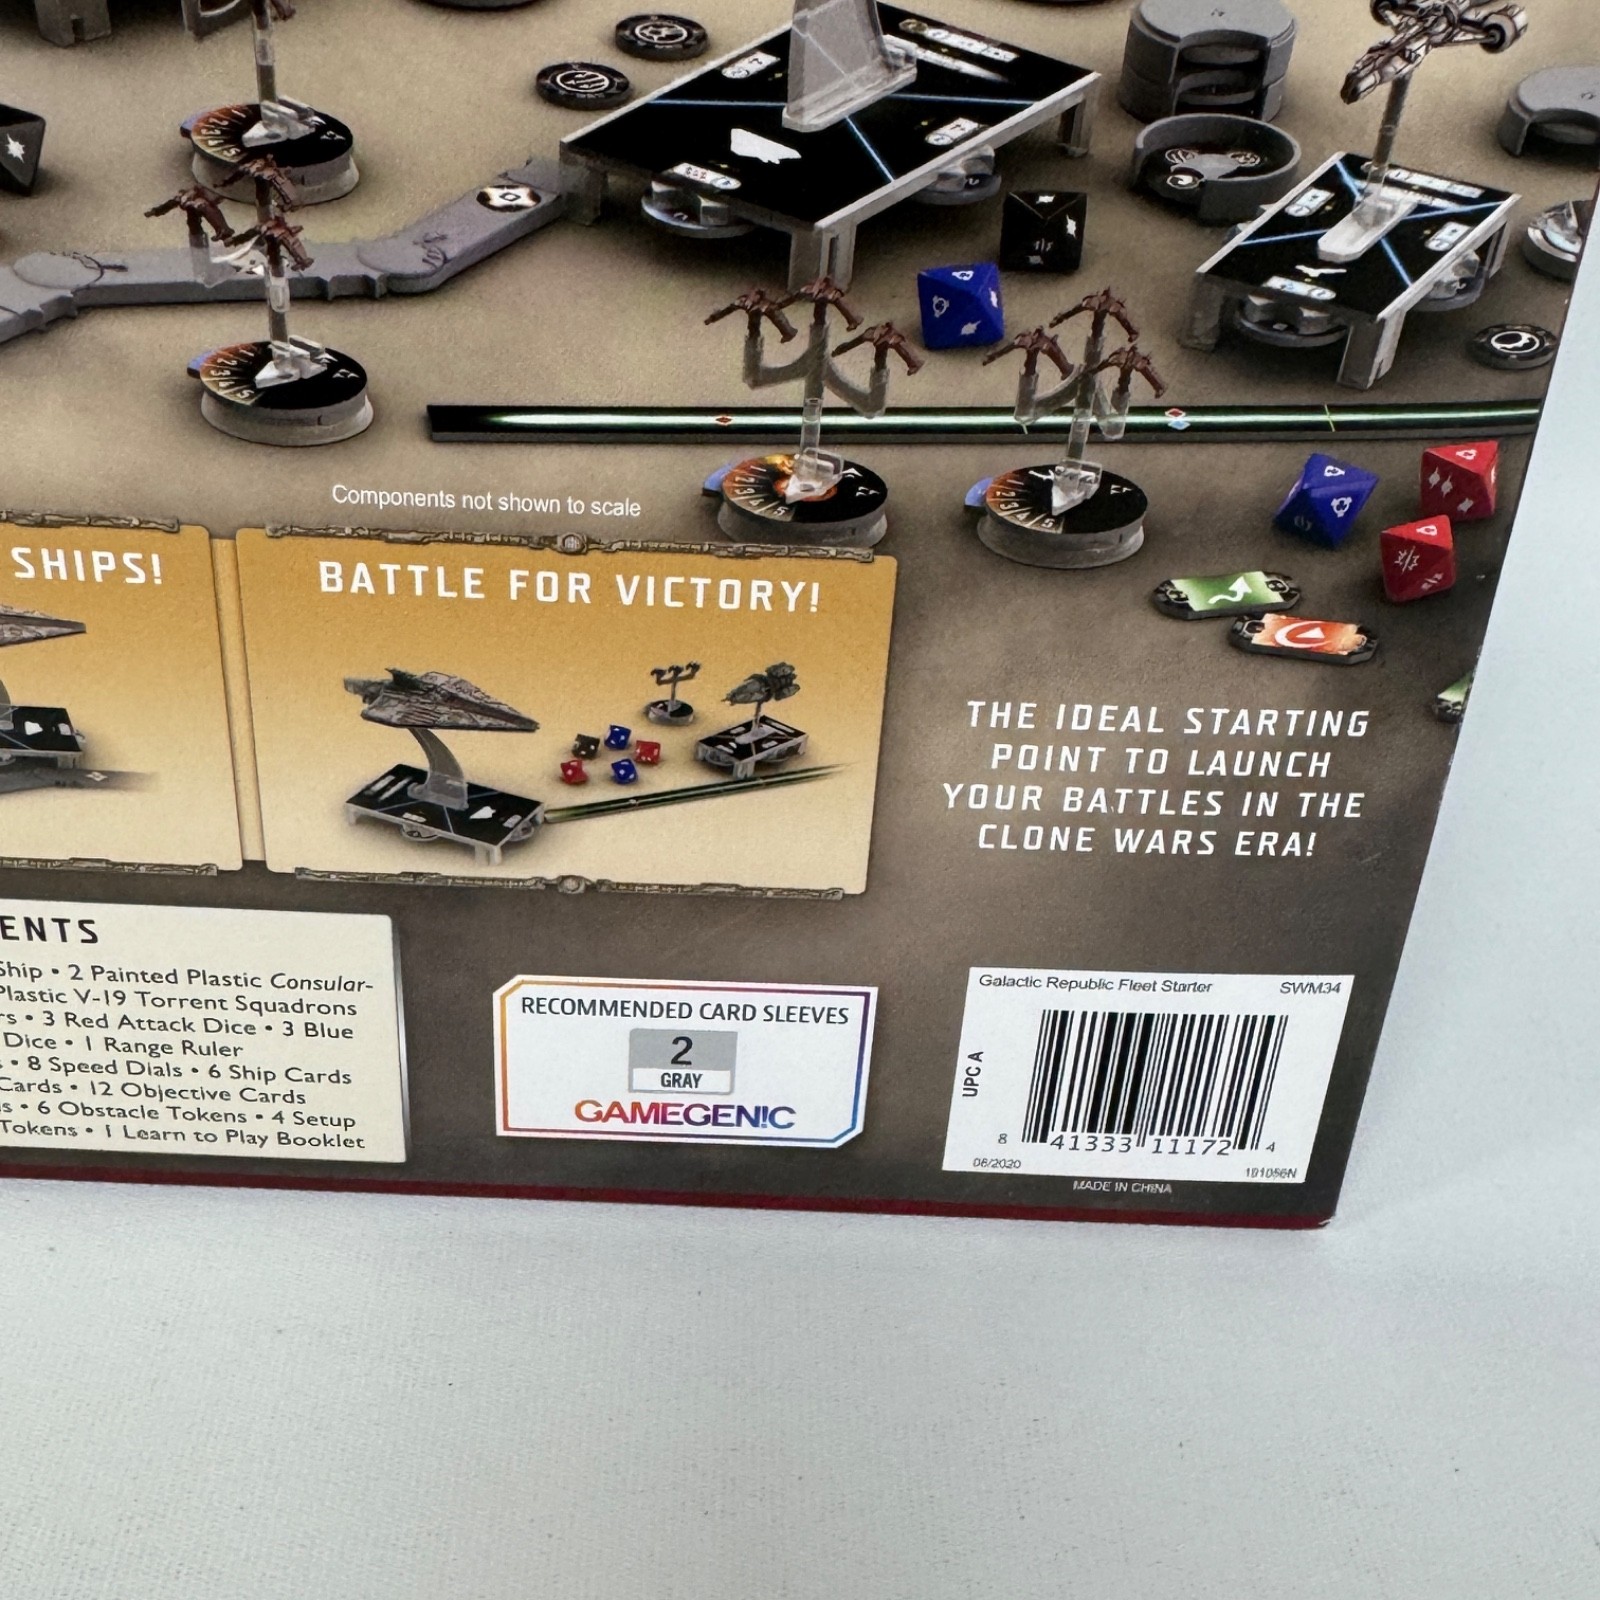 Components not shown to scale
SHIPS!
BATTLE FOR VICTORY!
THE IDEAL STARTING
POINT TO LAUNCH
YOUR BATTLES IN THE
CLONE WARS ERA!
ENTS
Ship • 2 Painted Plastic Consular-
Plastic V-19 Torrent Squadrons
rs • 3 Red Attack Dice • 3 Blue
Dice • 1 Range Ruler
• 8 Speed Dials • 6 Ship Cards
Cards • 12 Objective Cards
s • 6 Obstacle Tokens • 4 Setup
Tokens • 1 Learn to Play Booklet
RECOMMENDED CARD SLEEVES
2
GRAY
GAMEGEN!C
Galactic Republic Fleet Starter SWM34
UPC A
8 41333 11172 4
06/2020 101056N
MADE IN CHINA